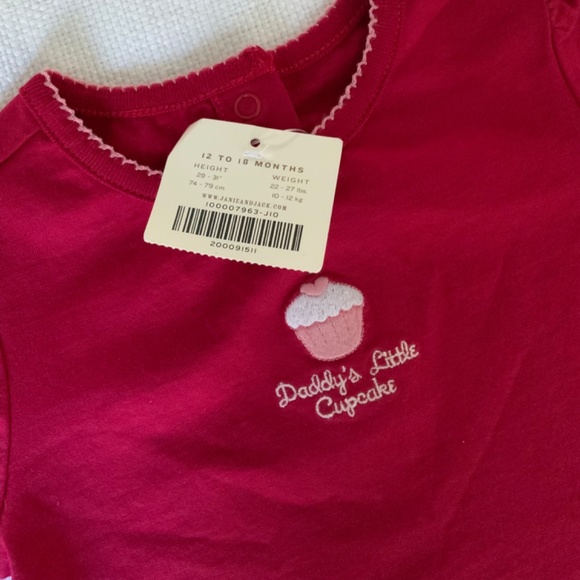 12 TO 18 MONTHS
HEIGHT WEIGHT
29 - 31" 22 - 27 lbs
74 - 79 cm 10 - 12 kg
WWW.JANIEANDJACK.COM
100007963-J10
200091511
Daddy's Little
Cupcake